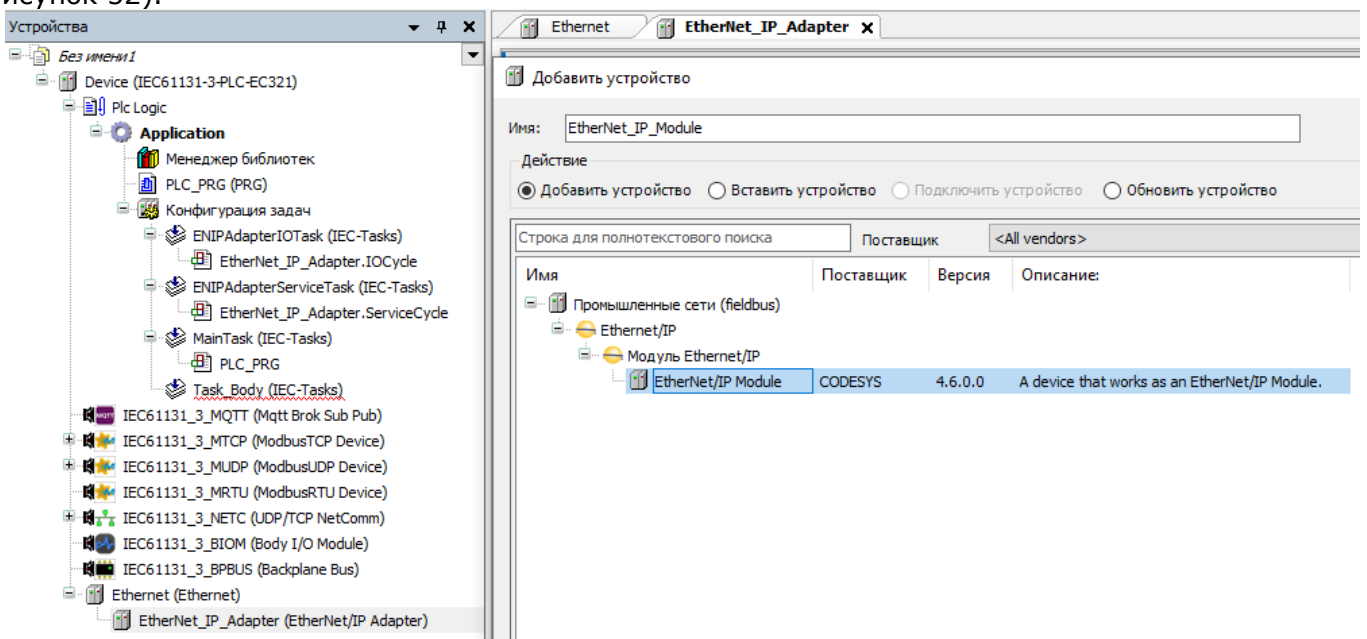 исунок 32).
Устройства
Без имени1
Device (IEC61131-3-PLC-EC321)
Plc Logic
Application
Менеджер библиотек
PLC_PRG (PRG)
Конфигурация задач
ENIPAdapterIOTask (IEC-Tasks)
EtherNet_IP_Adapter.IOCycle
ENIPAdapterServiceTask (IEC-Tasks)
EtherNet_IP_Adapter.ServiceCycle
MainTask (IEC-Tasks)
PLC_PRG
Task_Body (IEC-Tasks)
IEC61131_3_MQTT (Mqtt Brok Sub Pub)
IEC61131_3_MTCP (ModbusTCP Device)
IEC61131_3_MUDP (ModbusUDP Device)
IEC61131_3_MRTU (ModbusRTU Device)
IEC61131_3_NETC (UDP/TCP NetComm)
IEC61131_3_BIOM (Body I/O Module)
IEC61131_3_BPBUS (Backplane Bus)
Ethernet (Ethernet)
EtherNet_IP_Adapter (EtherNet/IP Adapter)
Ethernet EtherNet_IP_Adapter
Добавить устройство
Имя: EtherNet_IP_Module
Действие
Добавить устройство Вставить устройство Подключить устройство Обновить устройство
Строка для полнотекстового поиска Поставщик <All vendors>
Имя Поставщик Версия Описание:
Промышленные сети (fieldbus)
Ethernet/IP
Модуль Ethernet/IP
EtherNet/IP Module CODESYS 4.6.0.0 A device that works as an EtherNet/IP Module.